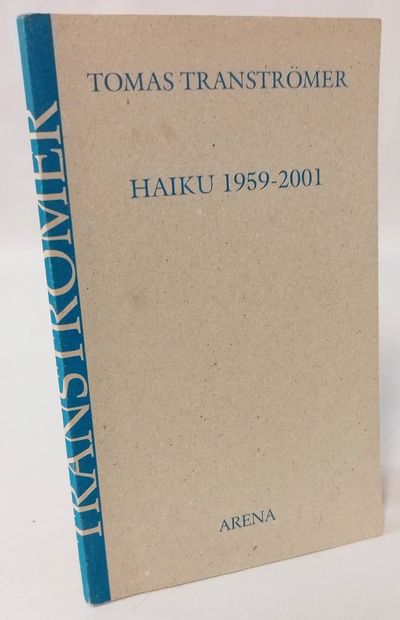 TOMAS TRANSTRÖMER
HAIKU 1959-2001
ARENA
TRANSTRÖMER